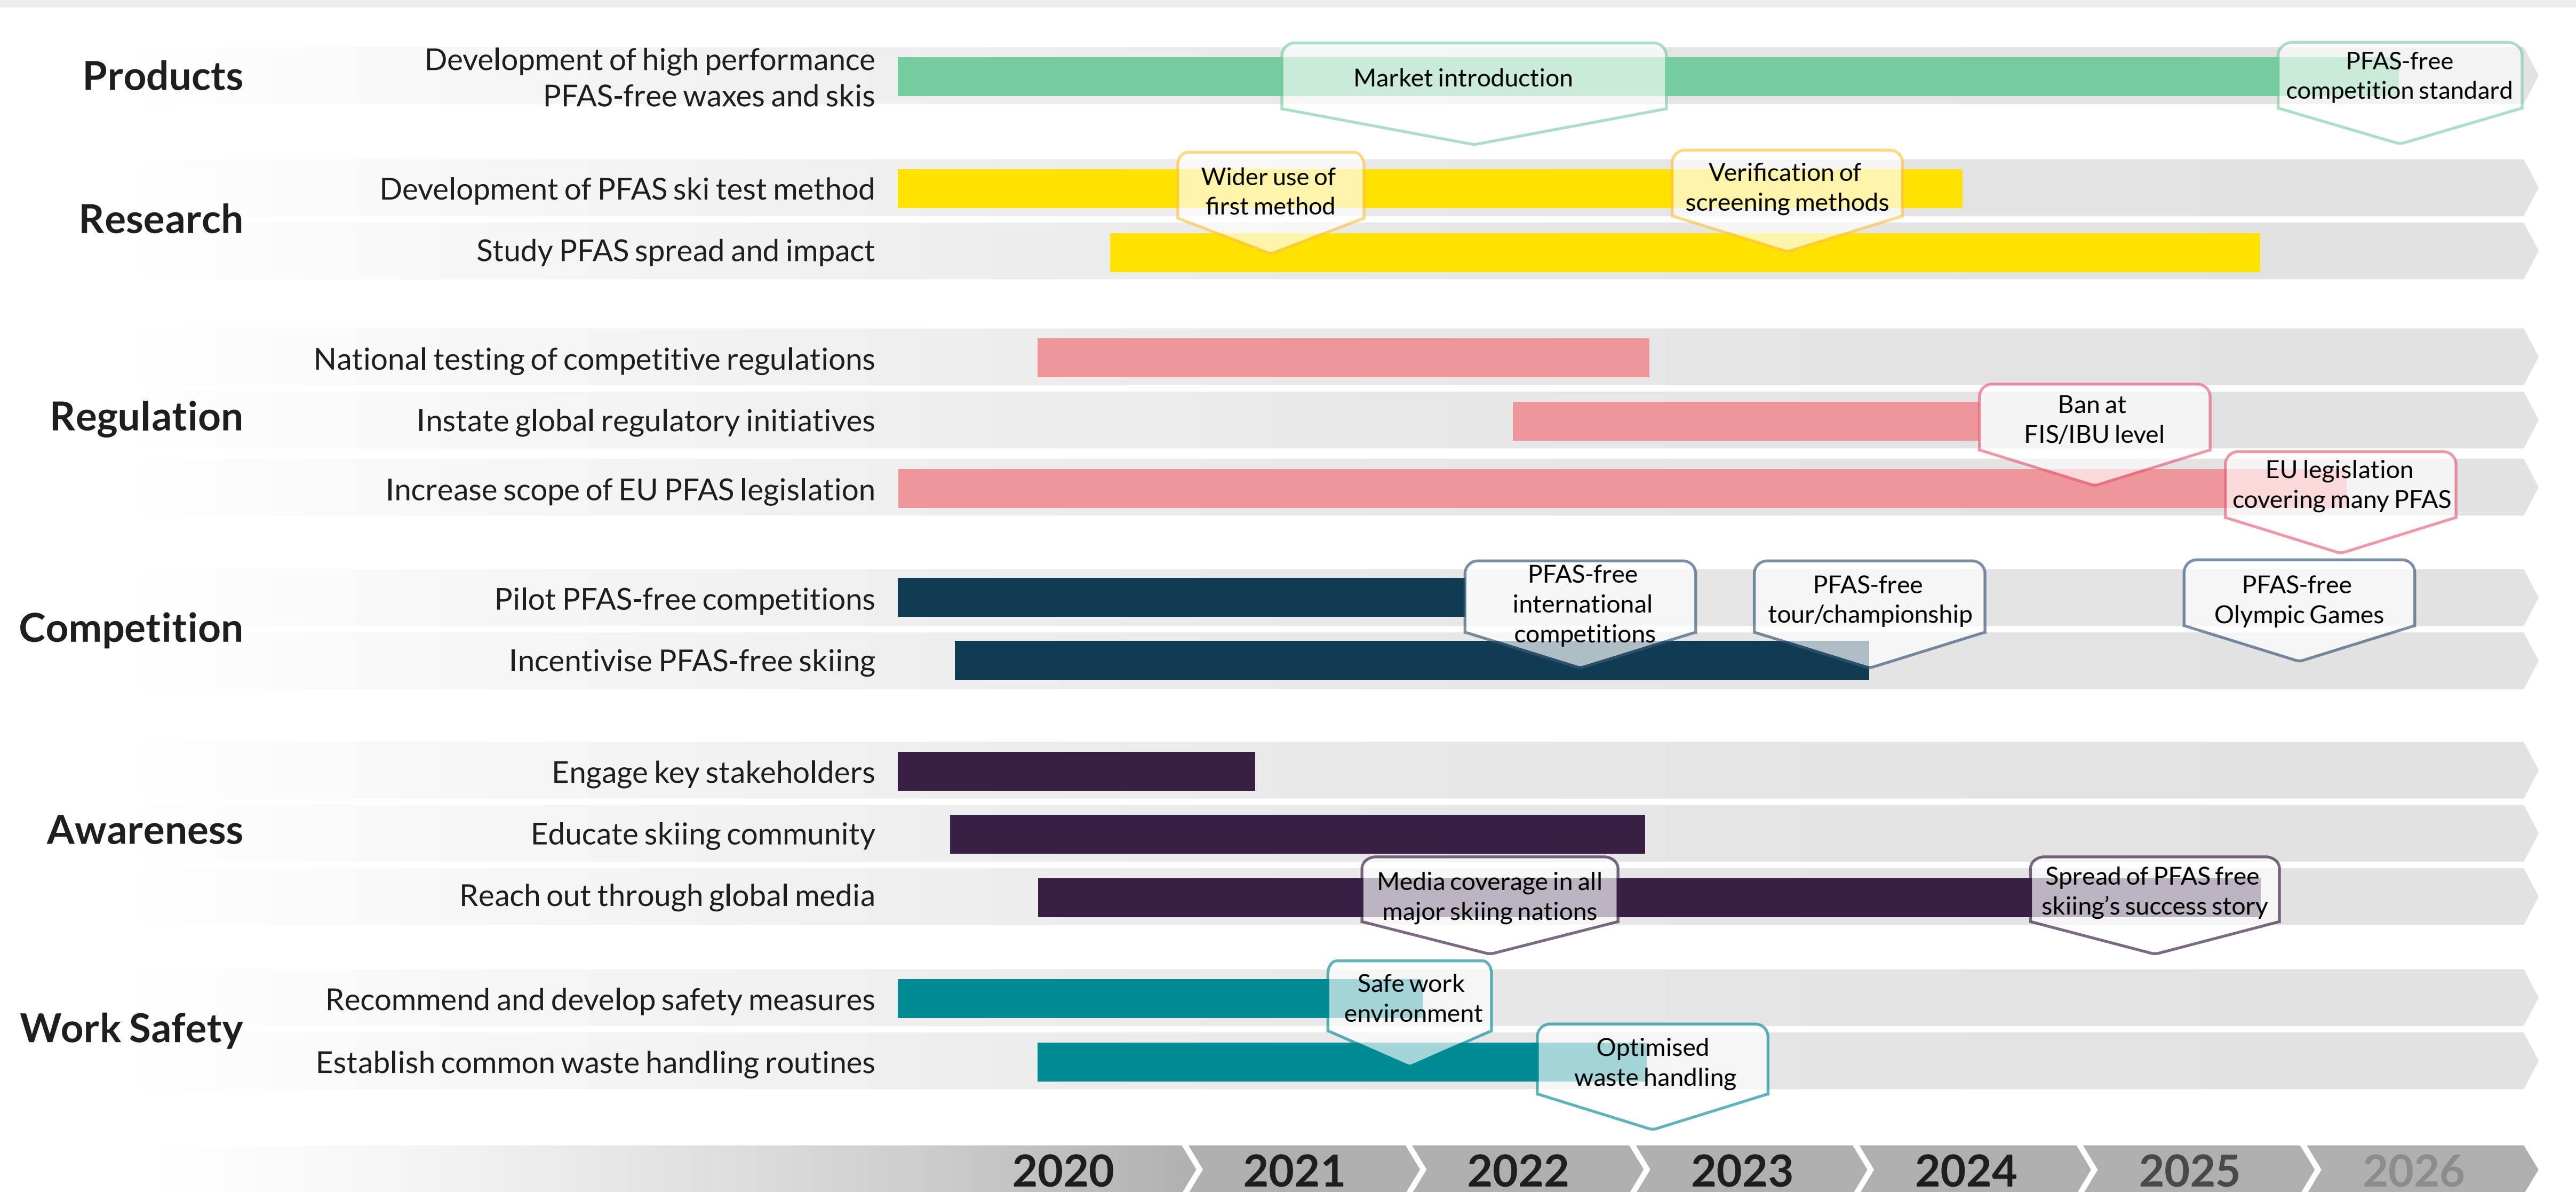 Products
Development of high performance
PFAS-free waxes and skis
Market introduction
PFAS-free
competition standard
Research
Development of PFAS ski test method
Wider use of
first method
Verification of
screening methods
Study PFAS spread and impact
Regulation
National testing of competitive regulations
Instate global regulatory initiatives
Ban at
FIS/IBU level
Increase scope of EU PFAS legislation
EU legislation
covering many PFAS
Competition
Pilot PFAS-free competitions
PFAS-free
international
competitions
PFAS-free
tour/championship
PFAS-free
Olympic Games
Incentivise PFAS-free skiing
Awareness
Engage key stakeholders
Educate skiing community
Reach out through global media
Media coverage in all
major skiing nations
Spread of PFAS free
skiing’s success story
Work Safety
Recommend and develop safety measures
Safe work
environment
Establish common waste handling routines
Optimised
waste handling
2020 2021 2022 2023 2024 2025 2026